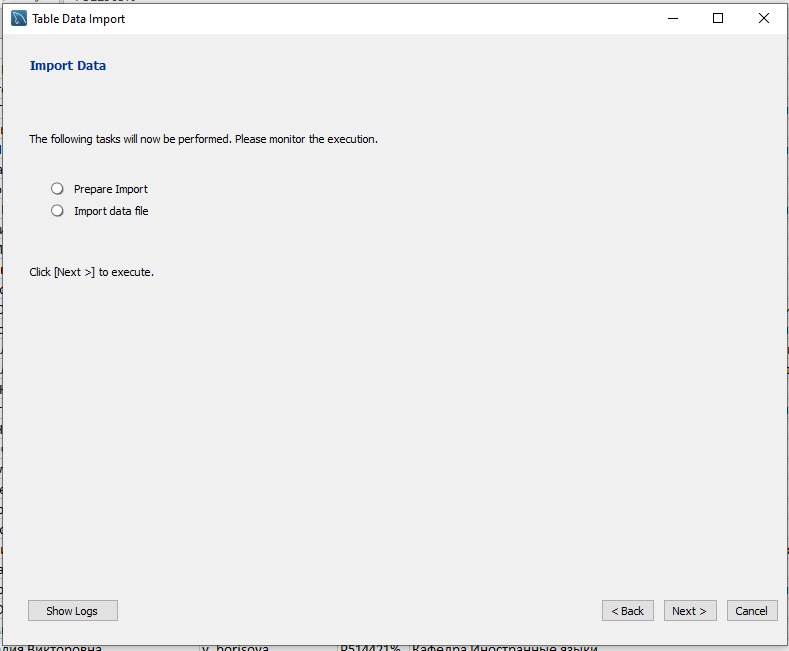 Table Data Import
Import Data
The following tasks will now be performed. Please monitor the execution.
Prepare Import
Import data file
Click [Next >] to execute.
Show Logs
< Back
Next >
Cancel
Викторовна
v_borisova
P514421%
Кафедра Иностранные языки